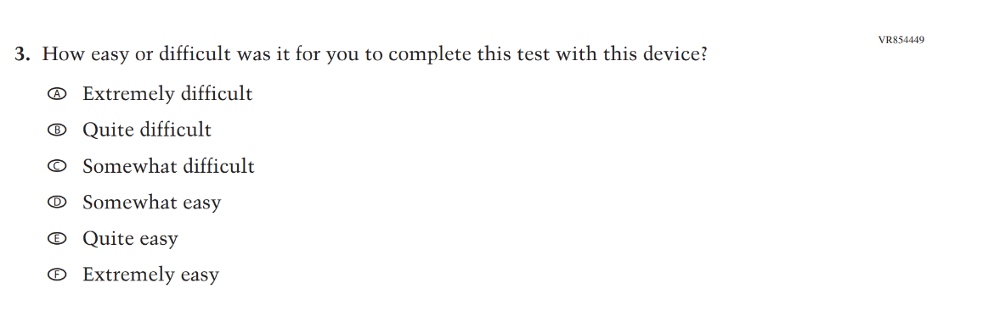 VR854449
3. How easy or difficult was it for you to complete this test with this device?
A Extremely difficult
B Quite difficult
C Somewhat difficult
D Somewhat easy
E Quite easy
F Extremely easy